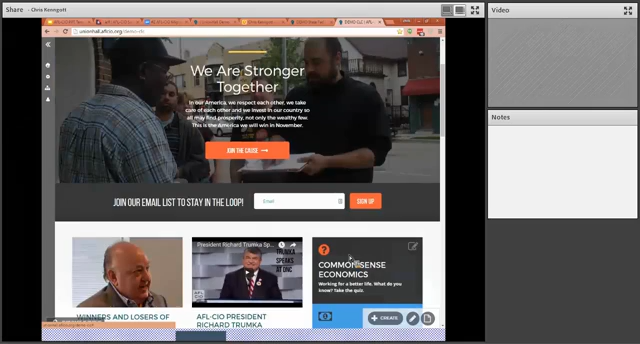 Share - Chris Kenngott
Video
unionhall.aflcio.org/demo-clc
Notes
We Are Stronger
Together
In our America, we respect each other, we take
care of each other and we invest in our country so
all may find prosperity, not only the wealthy few.
This is the America we will win in November.
JOIN THE CAUSE
JOIN OUR EMAIL LIST TO STAY IN THE LOOP!
Email
SIGN UP
President Richard Trumka Sp...
TRUMKA
SPEAKS
AT DNC
COMMON SENSE
ECONOMICS
Working for a better life. What do you
know? Take the quiz.
WINNERS AND LOSERS OF
AFL-CIO PRESIDENT
RICHARD TRUMKA
CREATE